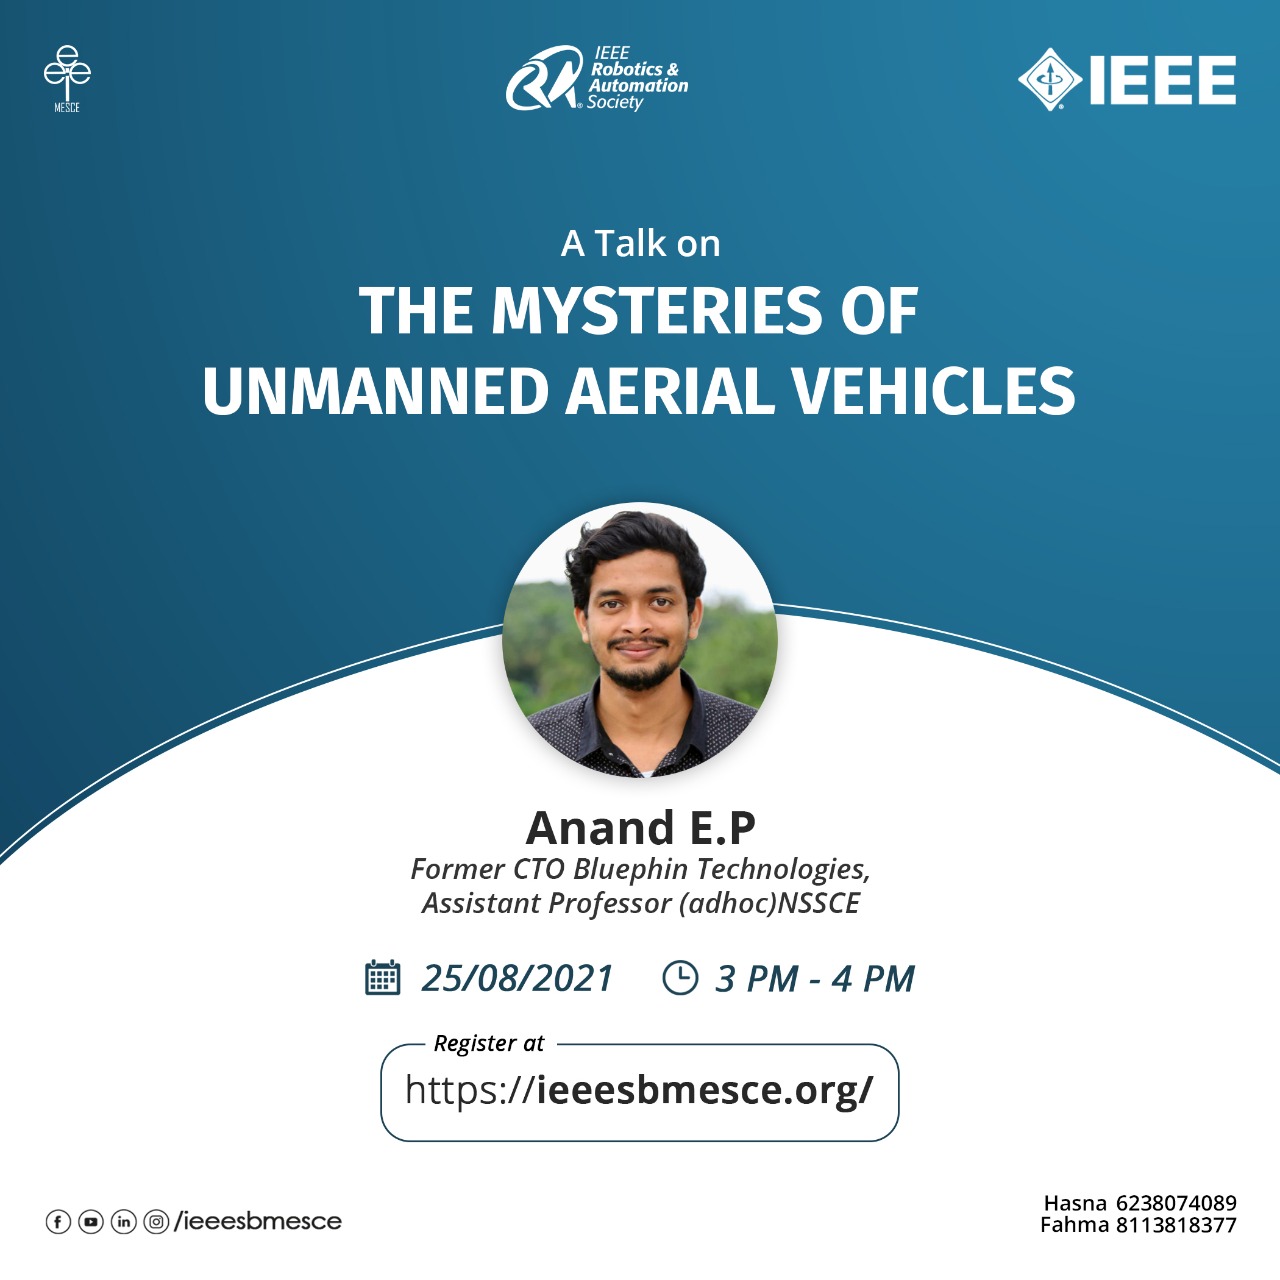 MESCE
IEEE
Robotics &
Automation
Society
IEEE
A Talk on
THE MYSTERIES OF
UNMANNED AERIAL VEHICLES
Anand E.P
Former CTO Bluephin Technologies,
Assistant Professor (adhoc)NSSCE
25/08/2021
3 PM - 4 PM
Register at
https://ieeesbmesce.org/
/ieeesbmesce
Hasna 6238074089
Fahma 8113818377